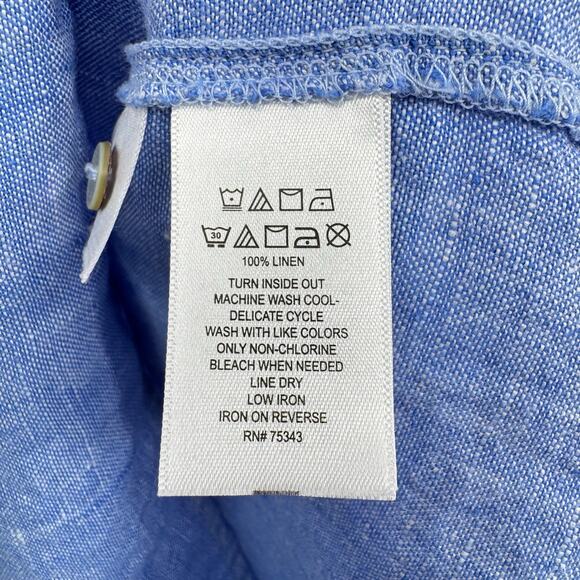 30
100% LINEN
TURN INSIDE OUT
MACHINE WASH COOL-
DELICATE CYCLE
WASH WITH LIKE COLORS
ONLY NON-CHLORINE
BLEACH WHEN NEEDED
LINE DRY
LOW IRON
IRON ON REVERSE
RN# 75343